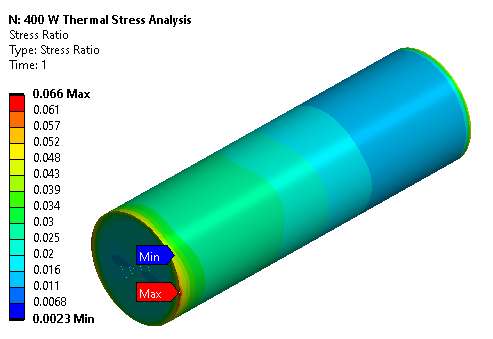 N: 400 W Thermal Stress Analysis
Stress Ratio
Type: Stress Ratio
Time: 1
0.066 Max
0.061
0.057
0.052
0.048
0.043
0.039
0.034
0.03
0.025
0.02
0.016
0.011
0.0068
0.0023 Min
Min
Max